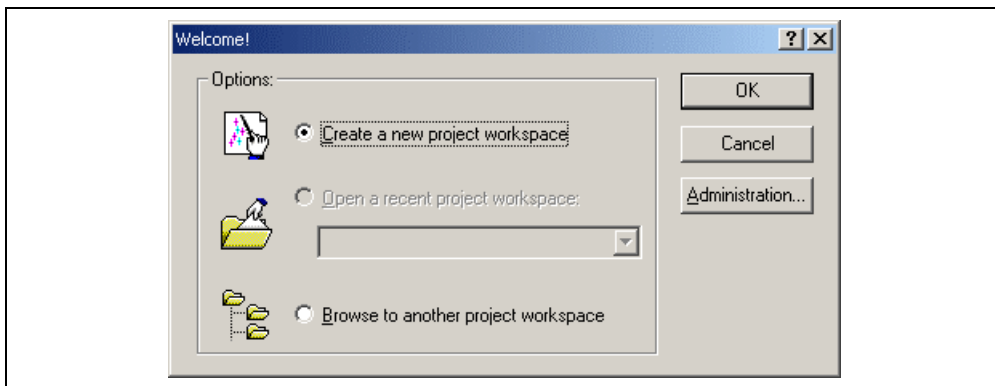 Welcome!
Options:
Create a new project workspace
Open a recent project workspace:
Browse to another project workspace
OK
Cancel
Administration...